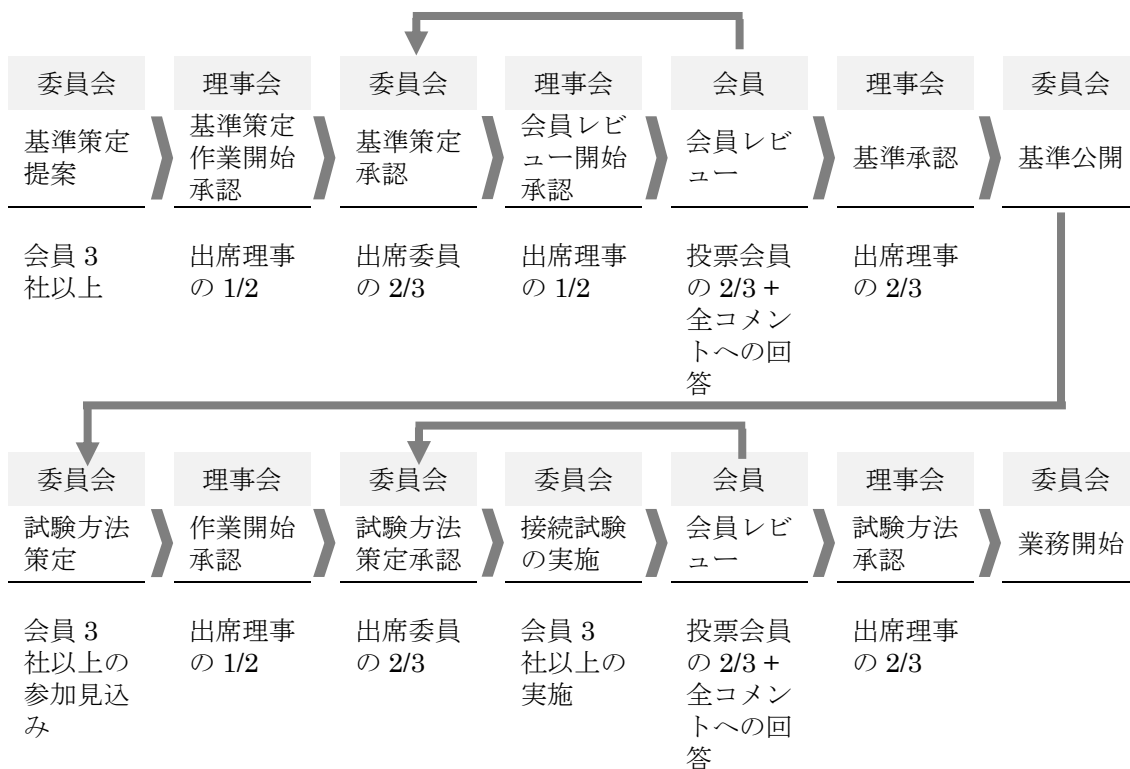 委員会
理事会
委員会
理事会
会員
理事会
委員会
基準策定
提案
基準策定
作業開始
承認
基準策定
承認
会員レビ
ュー開始
承認
会員レビ
ュー
基準承認
基準公開
会員 3
社以上
出席理事
の 1/2
出席委員
の 2/3
出席理事
の 1/2
投票会員
の 2/3 +
全コメン
トへの回
答
出席理事
の 2/3
委員会
理事会
委員会
委員会
会員
理事会
委員会
試験方法
策定
作業開始
承認
試験方法
策定承認
接続試験
の実施
会員レビ
ュー
試験方法
承認
業務開始
会員 3
社以上の
参加見込
み
出席理事
の 1/2
出席委員
の 2/3
会員 3
社以上の
実施
投票会員
の 2/3 +
全コメン
トへの回
答
出席理事
の 2/3